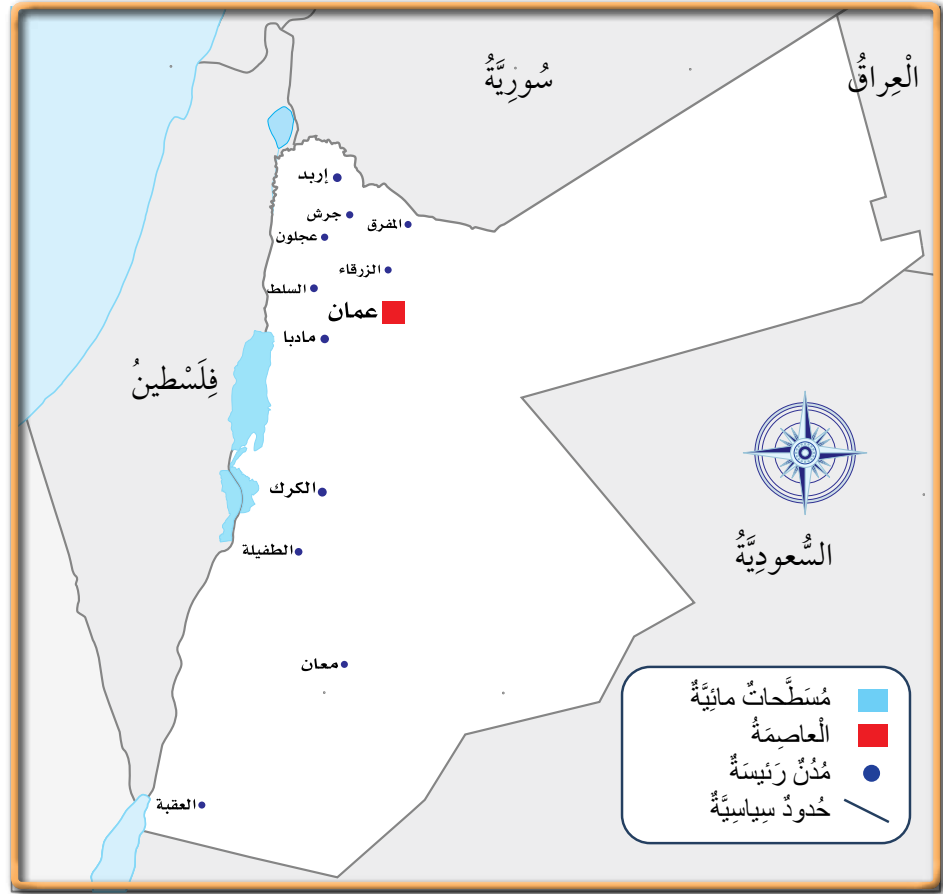 سُورِيَّةُ
الْعِراقُ
إربد
جرش
المفرق
عجلون
الزرقاء
السلط
عمان
مادبا
فِلَسْطينُ
الكرك
الطفيلة
السُّعودِيَّةُ
معان
العقبة
مُسَطَّحاتٌ مائِيَّةٌ
الْعاصِمَةُ
مُدُنٌ رَئيسَةٌ
حُدودٌ سِياسِيَّةٌ